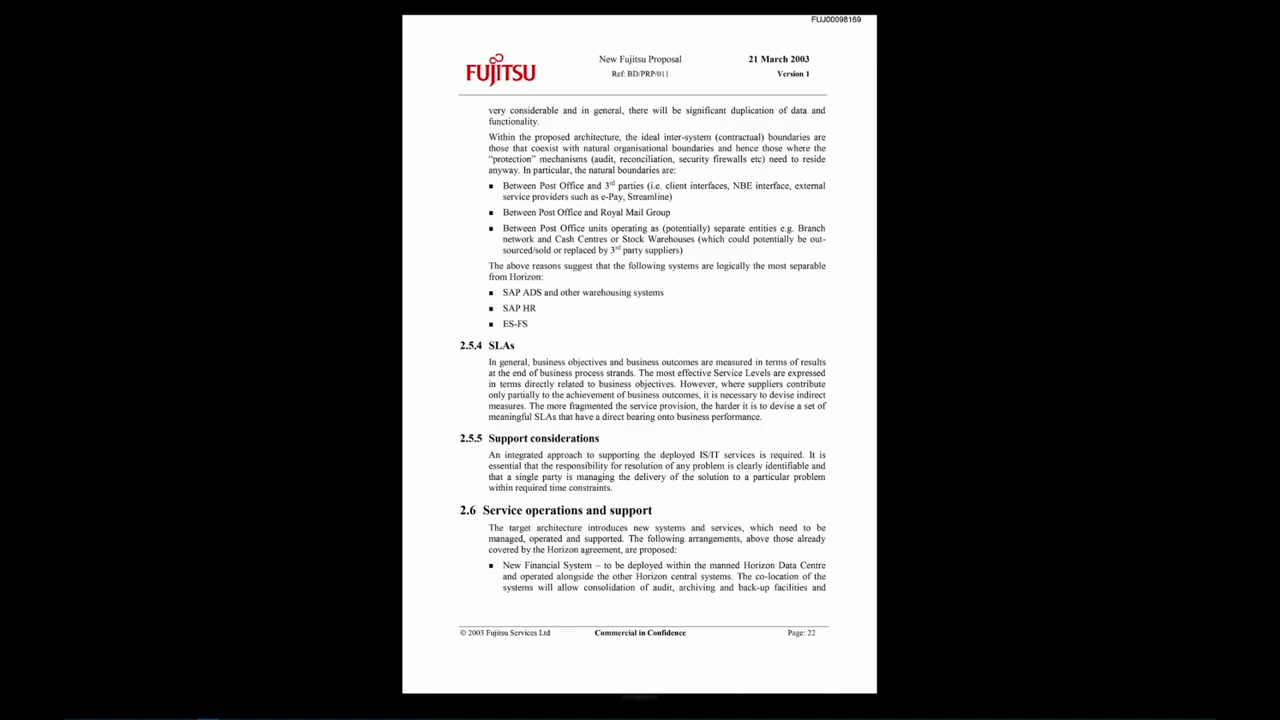 FUJ00098169
FUJITSU
New Fujitsu Proposal
Ref: BD/PRP/011
21 March 2003
Version 1
very considerable and in general, there will be significant duplication of data and
functionality.
Within the proposed architecture, the ideal inter-system (contractual) boundaries are
those that coexist with natural organisational boundaries and hence those where the
“protection” mechanisms (audit, reconciliation, security firewalls etc) need to reside
anyway. In particular, the natural boundaries are:
▪ Between Post Office and 3rd parties (i.e. client interfaces, NBE interface, external
service providers such as e-Pay, Streamline)
▪ Between Post Office and Royal Mail Group
▪ Between Post Office units operating as (potentially) separate entities e.g. Branch
network and Cash Centres or Stock Warehouses (which could potentially be out-
sourced/sold or replaced by 3rd party suppliers)
The above reasons suggest that the following systems are logically the most separable
from Horizon:
▪ SAP ADS and other warehousing systems
▪ SAP HR
▪ ES-FS
2.5.4 SLAs
In general, business objectives and business outcomes are measured in terms of results
at the end of business process strands. The most effective Service Levels are expressed
in terms directly related to business objectives. However, where suppliers contribute
only partially to the achievement of business outcomes, it is necessary to devise indirect
measures. The more fragmented the service provision, the harder it is to devise a set of
meaningful SLAs that have a direct bearing onto business performance.
2.5.5 Support considerations
An integrated approach to supporting the deployed IS/IT services is required. It is
essential that the responsibility for resolution of any problem is clearly identifiable and
that a single party is managing the delivery of the solution to a particular problem
within required time constraints.
2.6 Service operations and support
The target architecture introduces new systems and services, which need to be
managed, operated and supported. The following arrangements, above those already
covered by the Horizon agreement, are proposed:
▪ New Financial System – to be deployed within the manned Horizon Data Centre
and operated alongside the other Horizon central systems. The co-location of the
systems will allow consolidation of audit, archiving and back-up facilities and
© 2003 Fujitsu Services Ltd
Commercial in Confidence
Page: 22